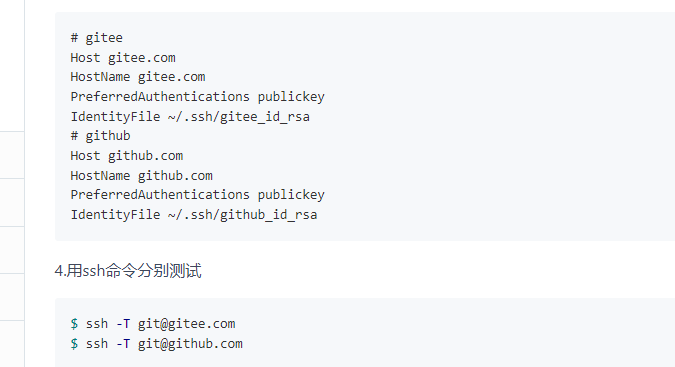 # gitee
Host gitee.com
HostName gitee.com
PreferredAuthentications publickey
IdentityFile ~/.ssh/gitee_id_rsa
# github
Host github.com
HostName github.com
PreferredAuthentications publickey
IdentityFile ~/.ssh/github_id_rsa
4.用ssh命令分别测试
$ ssh -T git@gitee.com
$ ssh -T git@github.com